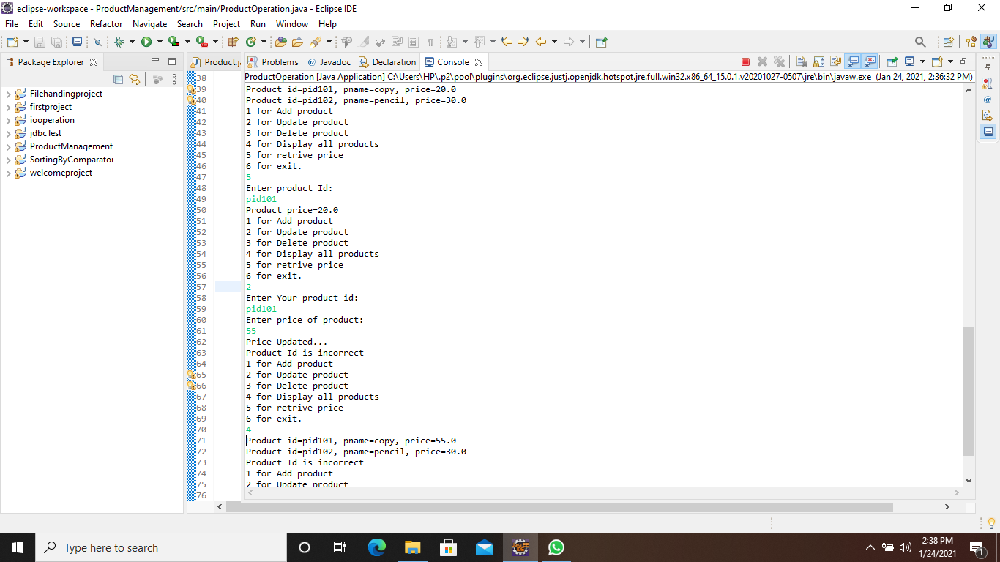 eclipse-workspace - ProductManagement/src/main/ProductOperation.java - Eclipse IDE
File Edit Source Refactor Navigate Search Project Run Window Help
Package Explorer
Product.j
Problems
@ Javadoc
Declaration
Console
ProductOperation [Java Application] C:\Users\HP\.p2\pool\plugins\org.eclipse.justj.openjdk.hotspot.jre.full.win32.x86_64_15.0.1.v20201027-0507\jre\bin\javaw.exe (Jan 24, 2021, 2:36:32 PM)
Filehandingproject
firstproject
iooperation
jdbcTest
ProductManagement
SortingByComparator
welcomeproject
38
39 Product id=pid101, pname=copy, price=20.0
40 Product id=pid102, pname=pencil, price=30.0
41 1 for Add product
42 2 for Update product
43 3 for Delete product
44 4 for Display all products
45 5 for retrive price
46 6 for exit.
47 5
48 Enter product Id:
49 pid101
50 Product price=20.0
51 1 for Add product
52 2 for Update product
53 3 for Delete product
54 4 for Display all products
55 5 for retrive price
56 6 for exit.
57 2
58 Enter Your product id:
59 pid101
60 Enter price of product:
61 55
62 Price Updated...
63 Product Id is incorrect
64 1 for Add product
65 2 for Update product
66 3 for Delete product
67 4 for Display all products
68 5 for retrive price
69 6 for exit.
70 4
71 Product id=pid101, pname=copy, price=55.0
72 Product id=pid102, pname=pencil, price=30.0
73 Product Id is incorrect
74 1 for Add product
75 2 for Update product
76
Type here to search
JAVA EE
IDE
2:38 PM
1/24/2021
1